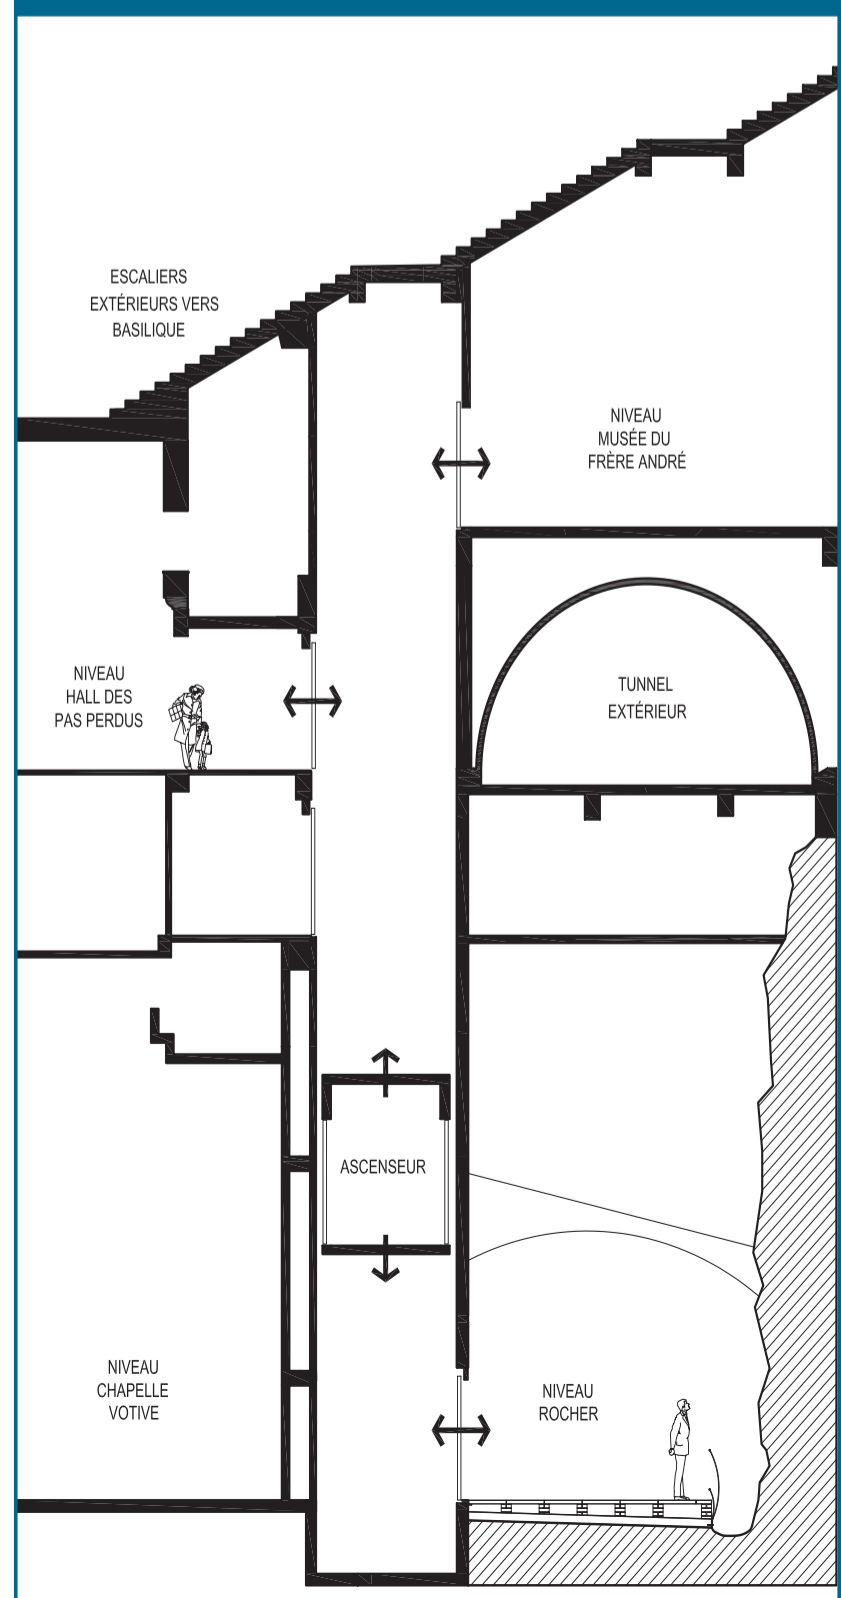 ESCALIERS
EXTÉRIEURS VERS
BASILIQUE
NIVEAU
MUSÉE DU
FRÈRE ANDRÉ
NIVEAU
HALL DES
PAS PERDUS
TUNNEL
EXTÉRIEUR
ASCENSEUR
NIVEAU
CHAPELLE
VOTIVE
NIVEAU
ROCHER